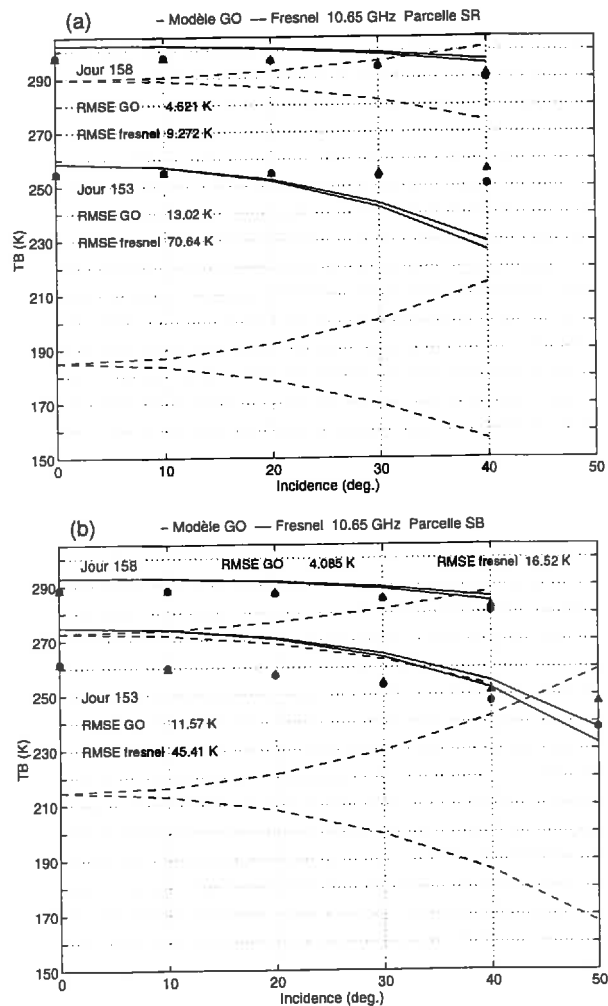 – Modèle GO –– Fresnel 10.65 GHz Parcelle SR
(a)
Jour 158
RMSE GO 4.621 K
RMSE fresnel 9.272 K
Jour 153
RMSE GO 13.02 K
RMSE fresnel 70.64 K
TB (K)
290
270
250
230
210
190
170
150
0 10 20 30 40 50
Incidence (deg.)
(b)
– Modèle GO –– Fresnel 10.65 GHz Parcelle SB
Jour 158 RMSE GO 4.085 K RMSE fresnel 16.52 K
Jour 153
RMSE GO 11.57 K
RMSE fresnel 45.41 K
TB (K)
290
270
250
230
210
190
170
150
0 10 20 30 40 50
Incidence (deg.)